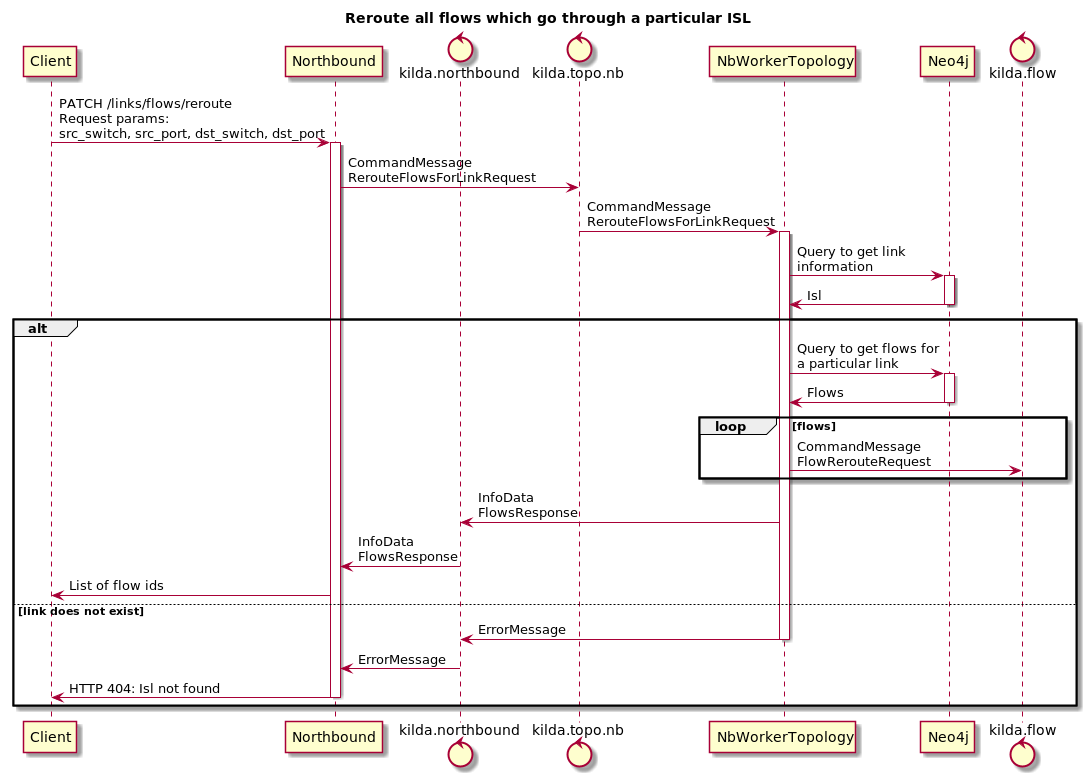 Reroute all flows which go through a particular ISL
Client
Northbound
kilda.northbound
kilda.topo.nb
NbWorkerTopology
Neo4j
kilda.flow
PATCH /links/flows/reroute
Request params:
src_switch, src_port, dst_switch, dst_port
CommandMessage
RerouteFlowsForLinkRequest
CommandMessage
RerouteFlowsForLinkRequest
Query to get link
information
Isl
alt
Query to get flows for
a particular link
Flows
loop
[flows]
CommandMessage
FlowRerouteRequest
InfoData
FlowsResponse
InfoData
FlowsResponse
List of flow ids
[link does not exist]
ErrorMessage
ErrorMessage
HTTP 404: Isl not found
Client
Northbound
kilda.northbound
kilda.topo.nb
NbWorkerTopology
Neo4j
kilda.flow